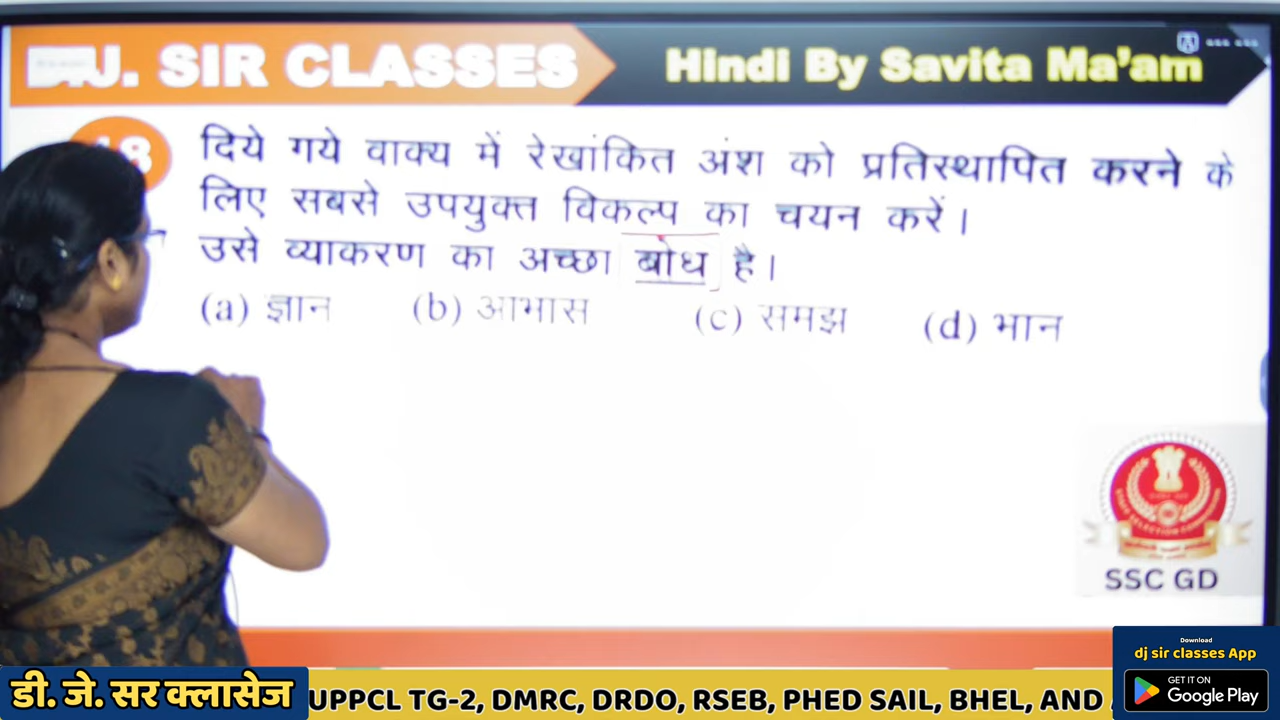 J. SIR CLASSES
Hindi By Savita Ma'am
18
दिये गये वाक्य में रेखांकित अंश को प्रतिस्थापित करने के
लिए सबसे उपयुक्त विकल्प का चयन करें।
उसे व्याकरण का अच्छा बोध है।
(a) ज्ञान (b) आभास (c) समझ (d) भान
SSC GD
Download
dj sir classes App
GET IT ON
Google Play
डी. जे. सर क्लासेज
UPPCL TG-2, DMRC, DRDO, RSEB, PHED SAIL, BHEL, AND